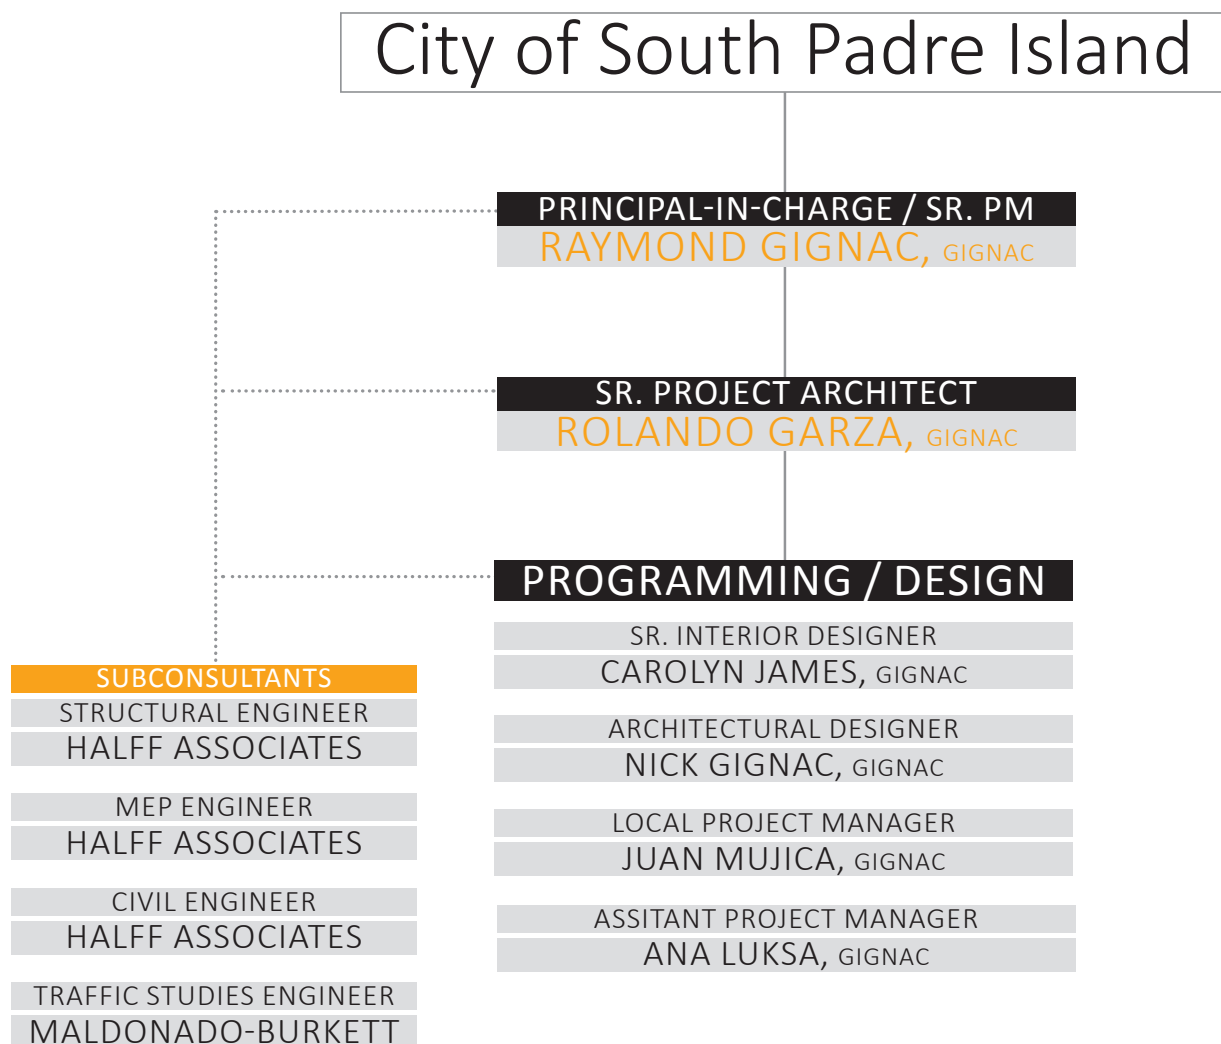 City of South Padre Island
PRINCIPAL-IN-CHARGE / SR. PM
RAYMOND GIGNAC, GIGNAC
SR. PROJECT ARCHITECT
ROLANDO GARZA, GIGNAC
PROGRAMMING / DESIGN
SR. INTERIOR DESIGNER
CAROLYN JAMES, GIGNAC
ARCHITECTURAL DESIGNER
NICK GIGNAC, GIGNAC
LOCAL PROJECT MANAGER
JUAN MUJICA, GIGNAC
ASSITANT PROJECT MANAGER
ANA LUKSA, GIGNAC
SUBCONSULTANTS
STRUCTURAL ENGINEER
HALFF ASSOCIATES
MEP ENGINEER
HALFF ASSOCIATES
CIVIL ENGINEER
HALFF ASSOCIATES
TRAFFIC STUDIES ENGINEER
MALDONADO-BURKETT